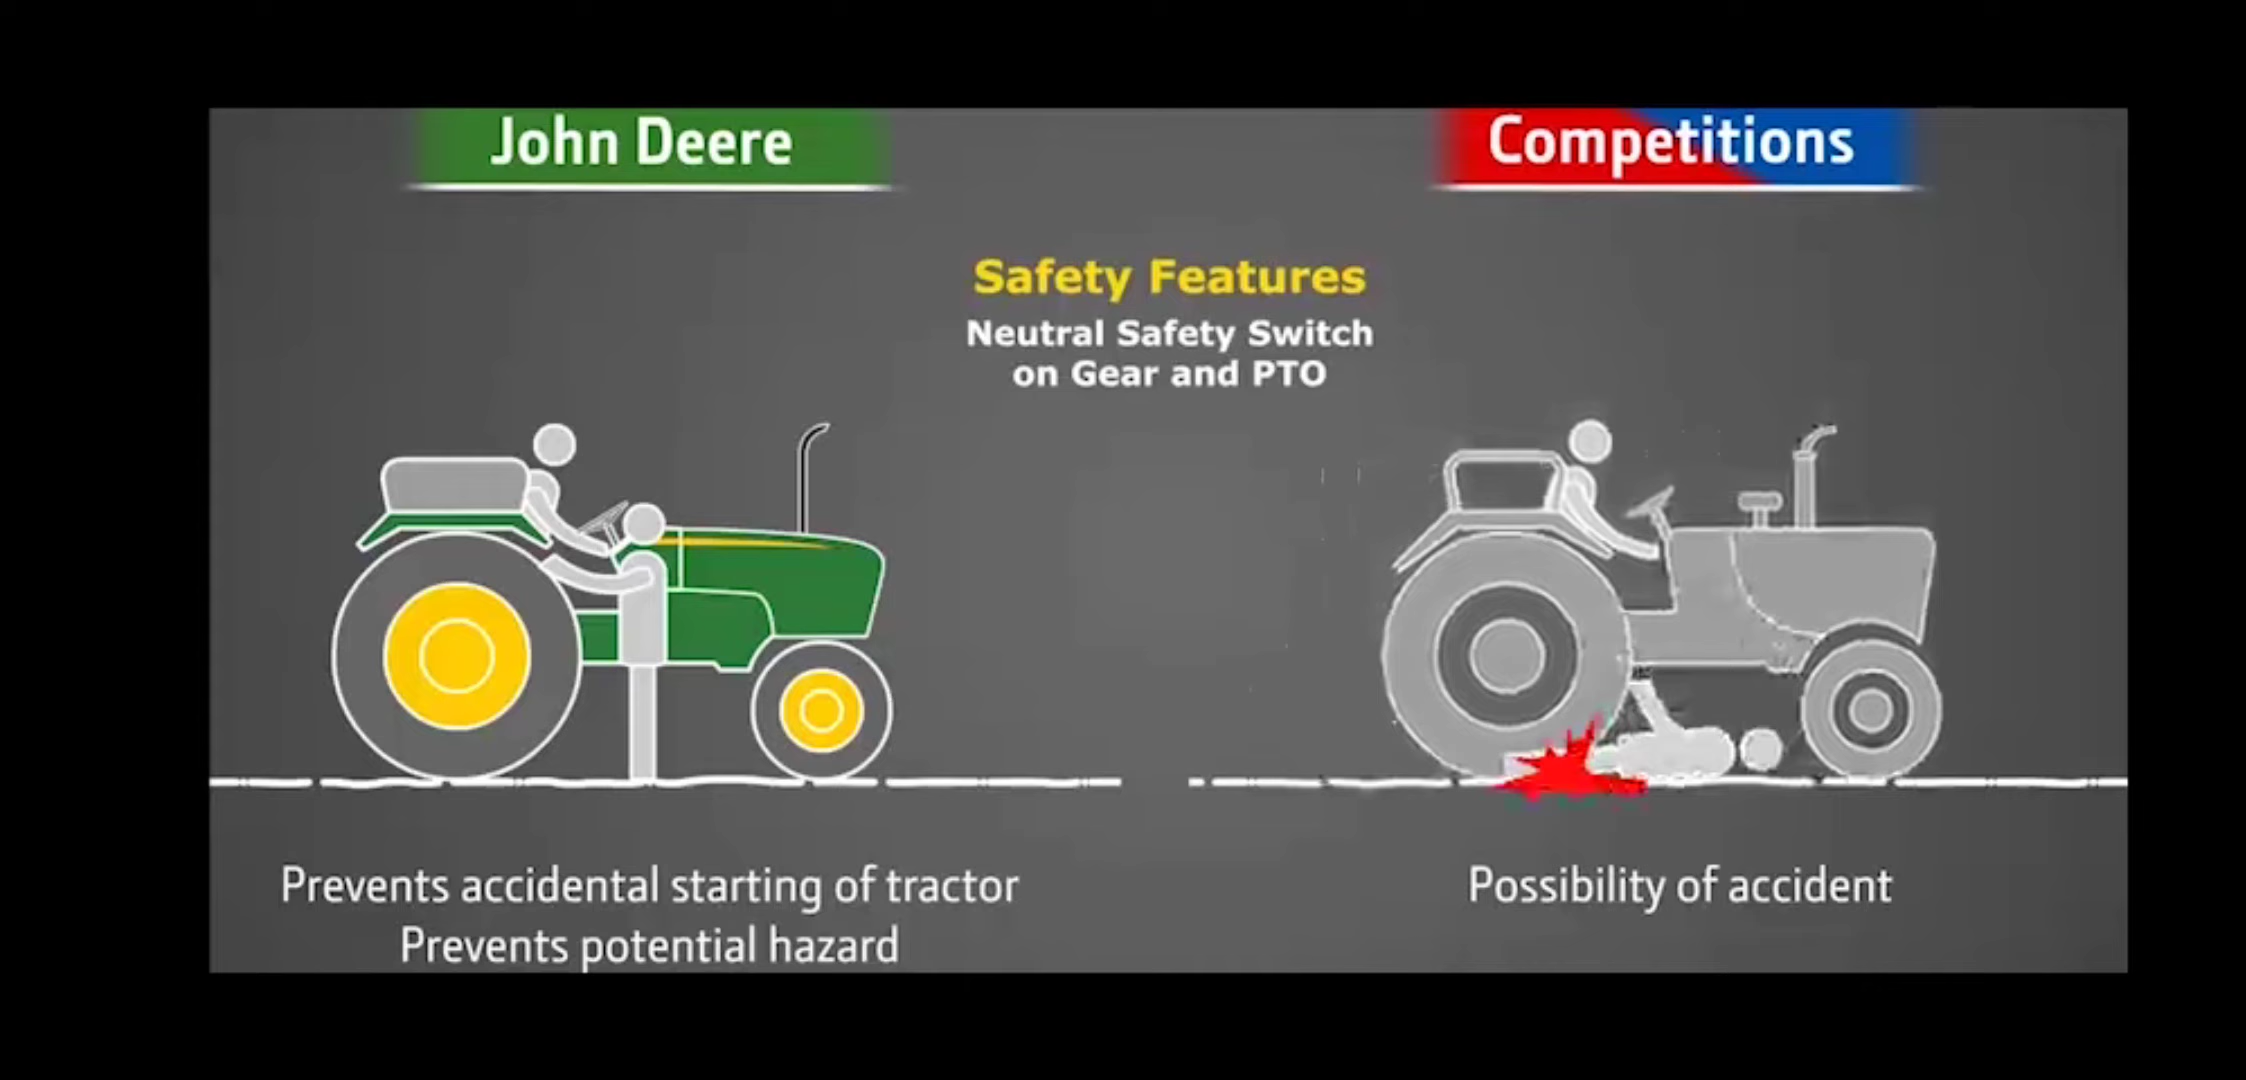 John Deere
Competitions
Safety Features
Neutral Safety Switch
on Gear and PTO
Prevents accidental starting of tractor
Prevents potential hazard
Possibility of accident